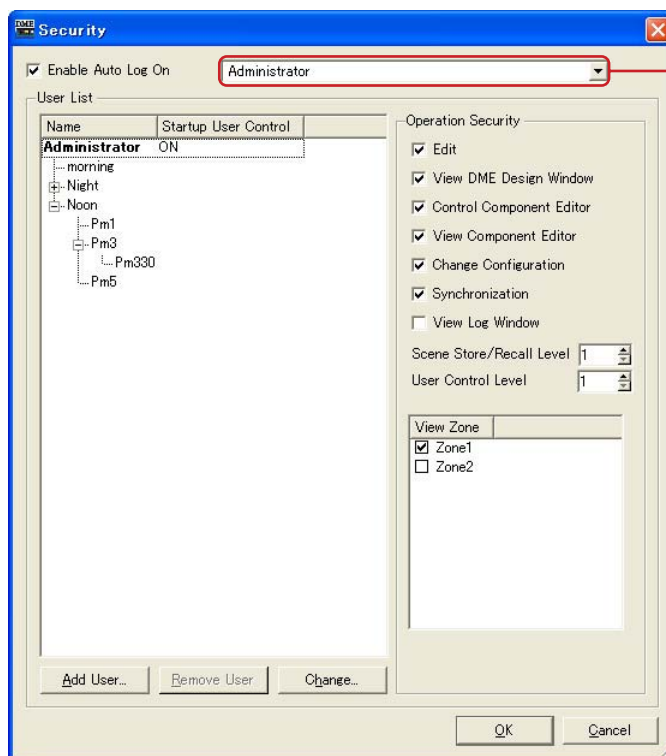 DME
Security
Enable Auto Log On
Administrator
User List
Name Startup User Control
Administrator ON
morning
Night
Noon
Pm1
Pm3
Pm330
Pm5
Add User...
Remove User
Change...
Operation Security
Edit
View DME Design Window
Control Component Editor
View Component Editor
Change Configuration
Synchronization
View Log Window
Scene Store/Recall Level 1
User Control Level 1
View Zone
Zone1
Zone2
OK
Cancel